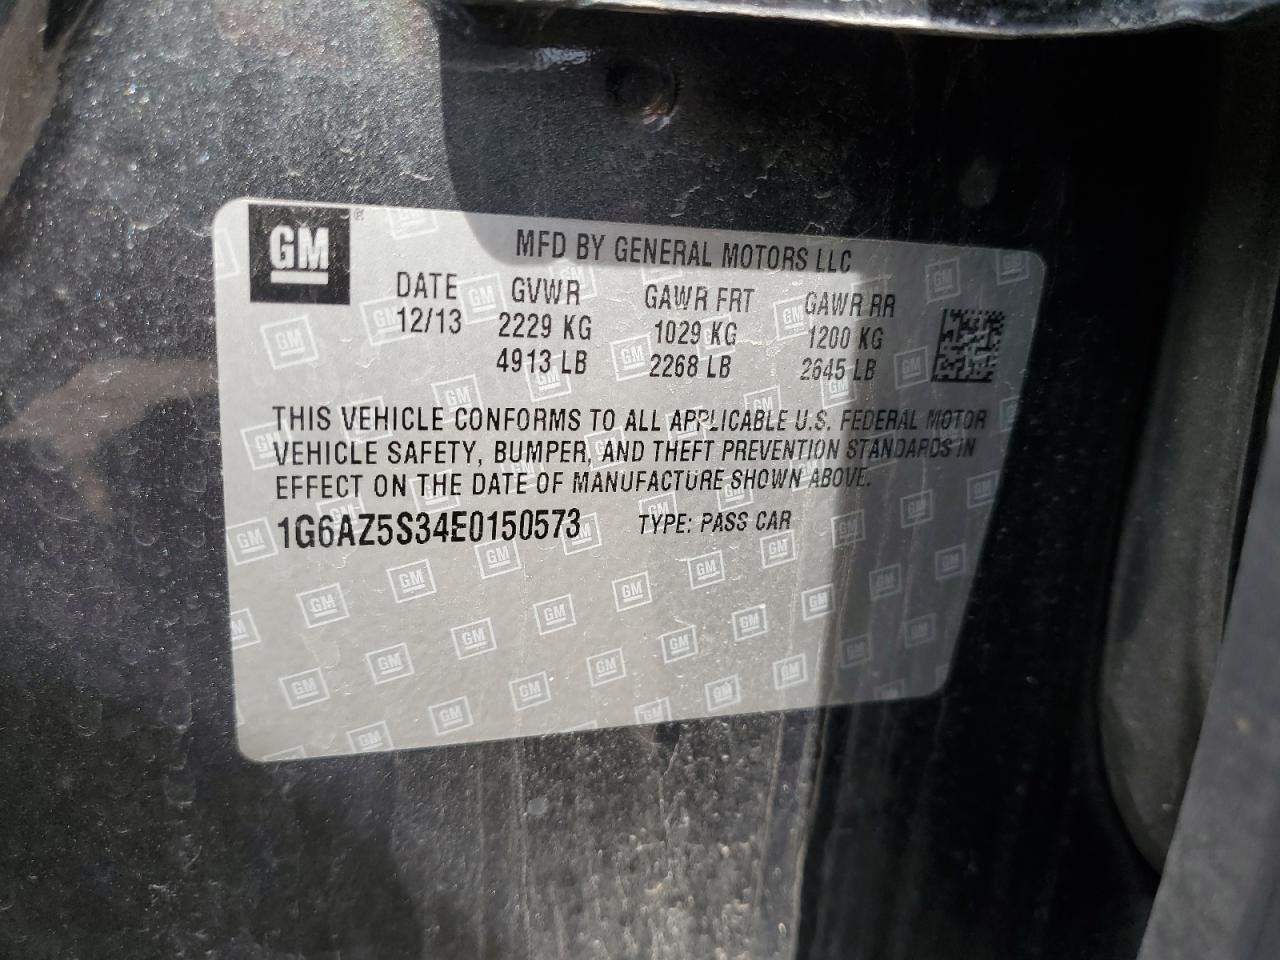 GM
MFD BY GENERAL MOTORS LLC
DATE GVWR GAWR FRT GAWR RR
12/13 2229 KG 1029 KG 1200 KG
4913 LB 2268 LB 2645 LB
THIS VEHICLE CONFORMS TO ALL APPLICABLE U.S. FEDERAL MOTOR
VEHICLE SAFETY, BUMPER, AND THEFT PREVENTION STANDARDS IN
EFFECT ON THE DATE OF MANUFACTURE SHOWN ABOVE.
1G6AZ5S34E0150573 TYPE: PASS CAR